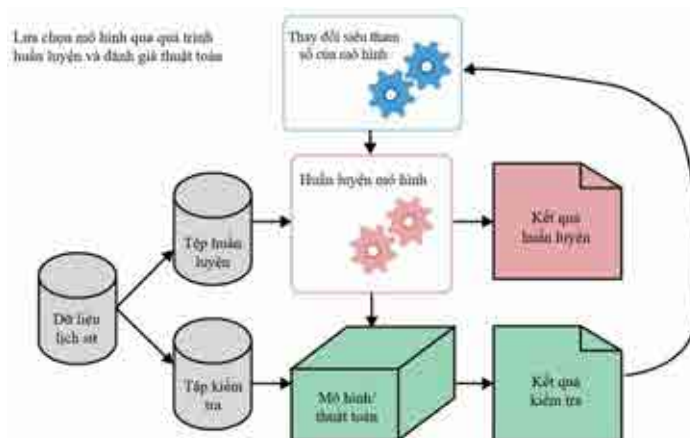 Lưa chọn mô hình qua quá trình
huấn luyện và đánh giá thuật toán
Thay đổi siêu tham
số của mô hình
Huấn luyện mô hình
Tệp huấn
luyện
Kết quả
huấn luyện
Dữ liệu
lịch sử
Tập kiểm
tra
Mô hình/
thuật toán
Kết quả
kiểm tra